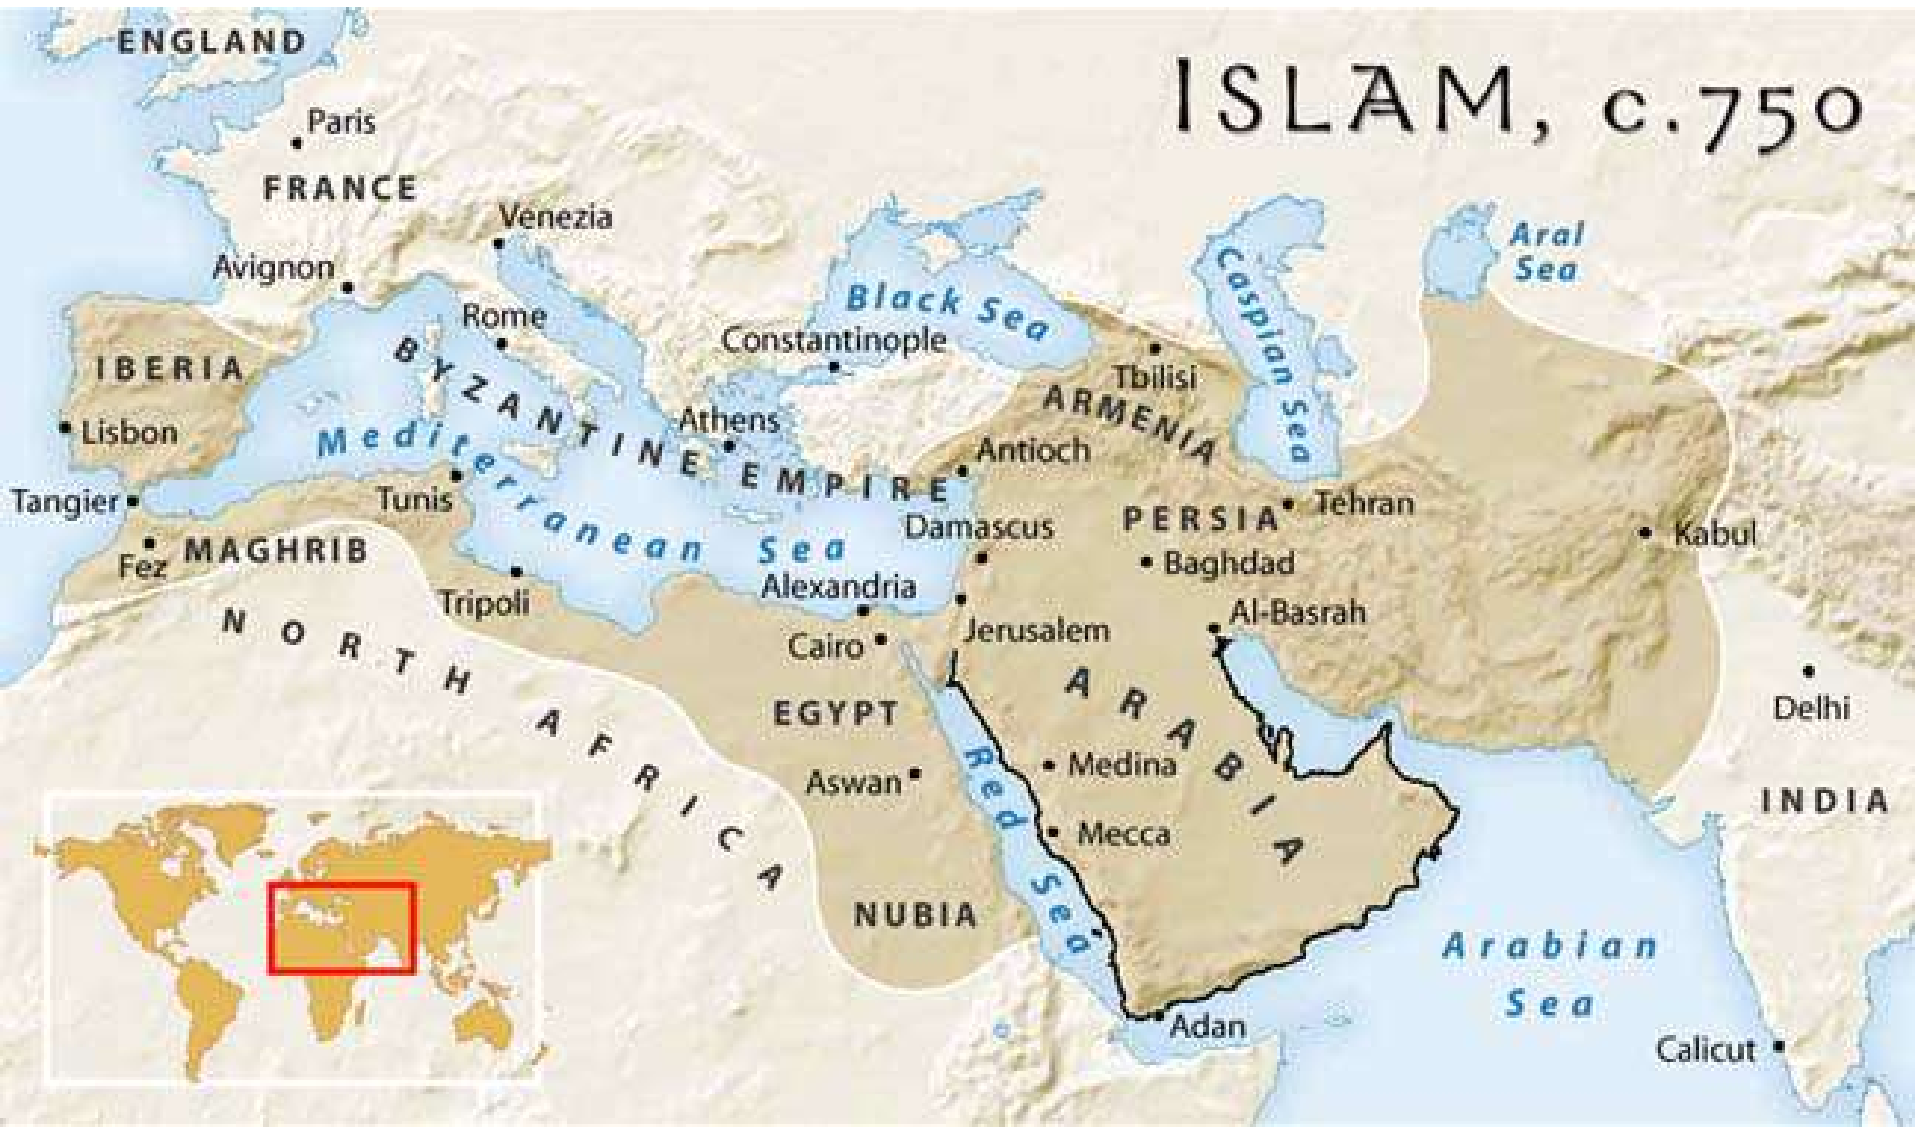 ENGLAND
ISLAM, c.750
Paris
FRANCE
Venezia
Avignon
Aral
Sea
Caspian Sea
Black Sea
Rome
Constantinople
IBERIA
BYZANTINE EMPIRE
Tbilisi
ARMENIA
Athens
Lisbon
Mediterranean Sea
Antioch
Tangier
Tunis
Damascus
PERSIA
Tehran
Kabul
Fez
MAGHRIB
Baghdad
Alexandria
Tripoli
Al-Basrah
NORTH AFRICA
Cairo
Jerusalem
ARABIA
Delhi
EGYPT
Red Sea
Medina
Aswan
INDIA
Mecca
NUBIA
Arabian
Sea
Adan
Calicut